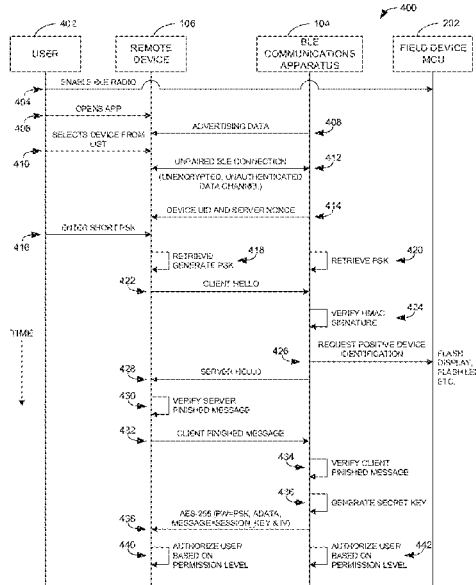 400
402
106
104
202
USER
REMOTE
DEVICE
BLE
COMMUNICATIONS
APPARATUS
FIELD DEVICE
MCU
ENABLE BLE RADIO
404
OPENS APP
406
ADVERTISING DATA
408
SELECTS DEVICE FROM
LIST
410
UNPAIRED BLE CONNECTION
412
(UNENCRYPTED, UNAUTHENTICATED
DATA CHANNEL)
DEVICE UID AND SERVER NONCE
414
ENTER SHORT PSK
416
RETRIEVE/
GENERATE PSK
418
RETRIEVE PSK
420
CLIENT HELLO
422
VERIFY HMAC
SIGNATURE
424
TIME
REQUEST POSITIVE DEVICE
IDENTIFICATION
426
FLASH
DISPLAY,
FLASH LED,
ETC.
SERVER HELLO
428
VERIFY SERVER
FINISHED MESSAGE
430
CLIENT FINISHED MESSAGE
432
VERIFY CLIENT
FINISHED MESSAGE
434
GENERATE SECRET KEY
436
AES-256 (PW=PSK, ADATA,
MESSAGE=SESSION_KEY & IV)
438
AUTHORIZE USER
BASED ON
PERMISSION LEVEL
440
AUTHORIZE USER
BASED ON
PERMISSION LEVEL
442